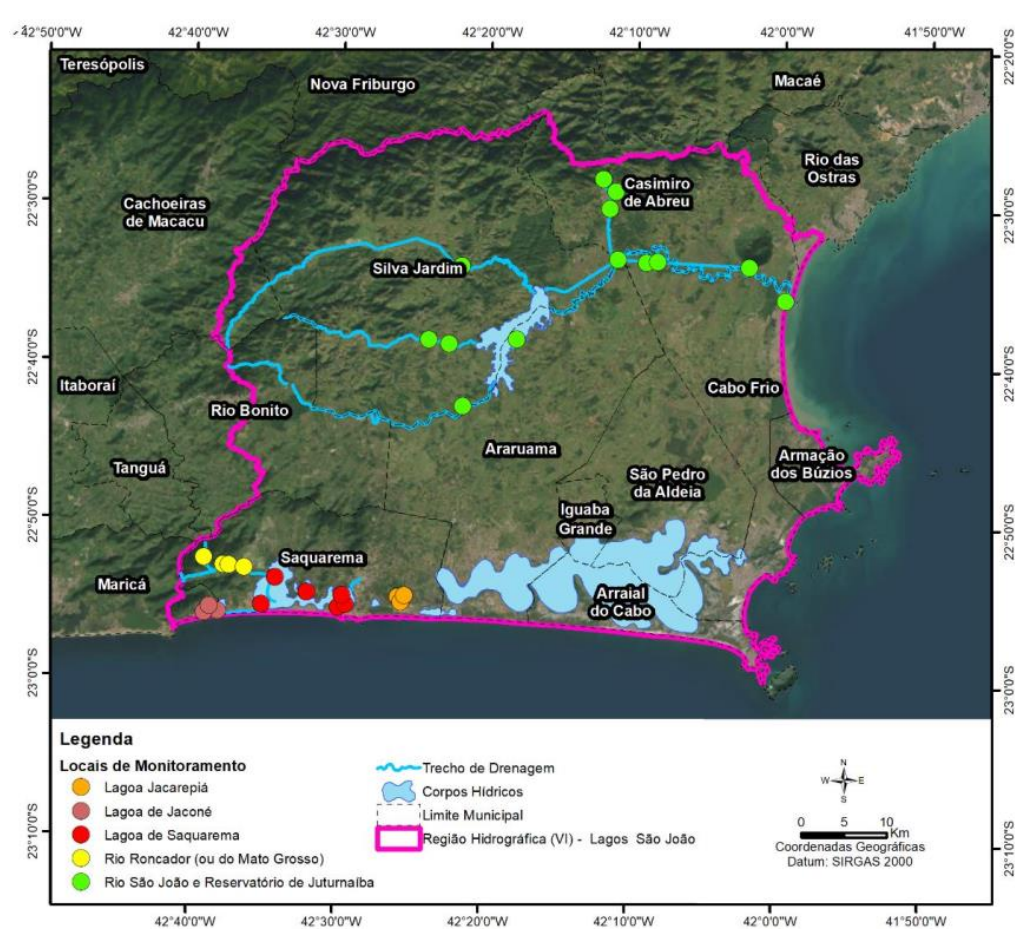 42°50'0"O 42°40'0"O 42°30'0"O 42°20'0"O 42°10'0"O 42°0'0"O 41°50'0"O
22°20'0"S
22°30'0"S
22°40'0"S
22°50'0"S
23°0'0"S
23°10'0"S
Teresópolis
Nova Friburgo
Macaé
Rio das
Ostras
Cachoeiras
de Macacu
Casimiro
de Abreu
Silva Jardim
Itaboraí
Rio Bonito
Cabo Frio
Tanguá
Araruama
Armação
dos Búzios
São Pedro
da Aldeia
Iguaba
Grande
Saquarema
Maricá
Arraial
do Cabo
22°30'0"S
22°40'0"S
22°50'0"S
23°0'0"S
23°10'0"S
Legenda
Locais de Monitoramento
Lagoa Jacarepiá
Lagoa de Jaconé
Lagoa de Saquarema
Rio Roncador (ou do Mato Grosso)
Rio São João e Reservatório de Juturnaíba
Trecho de Drenagem
Corpos Hídricos
Limite Municipal
Região Hidrográfica (VI) - Lagos São João
N
W E
S
0 5 10
Km
Coordenadas Geográficas
Datum: SIRGAS 2000
42°40'0"O 42°30'0"O 42°20'0"O 42°10'0"O 42°0'0"O 41°50'0"O